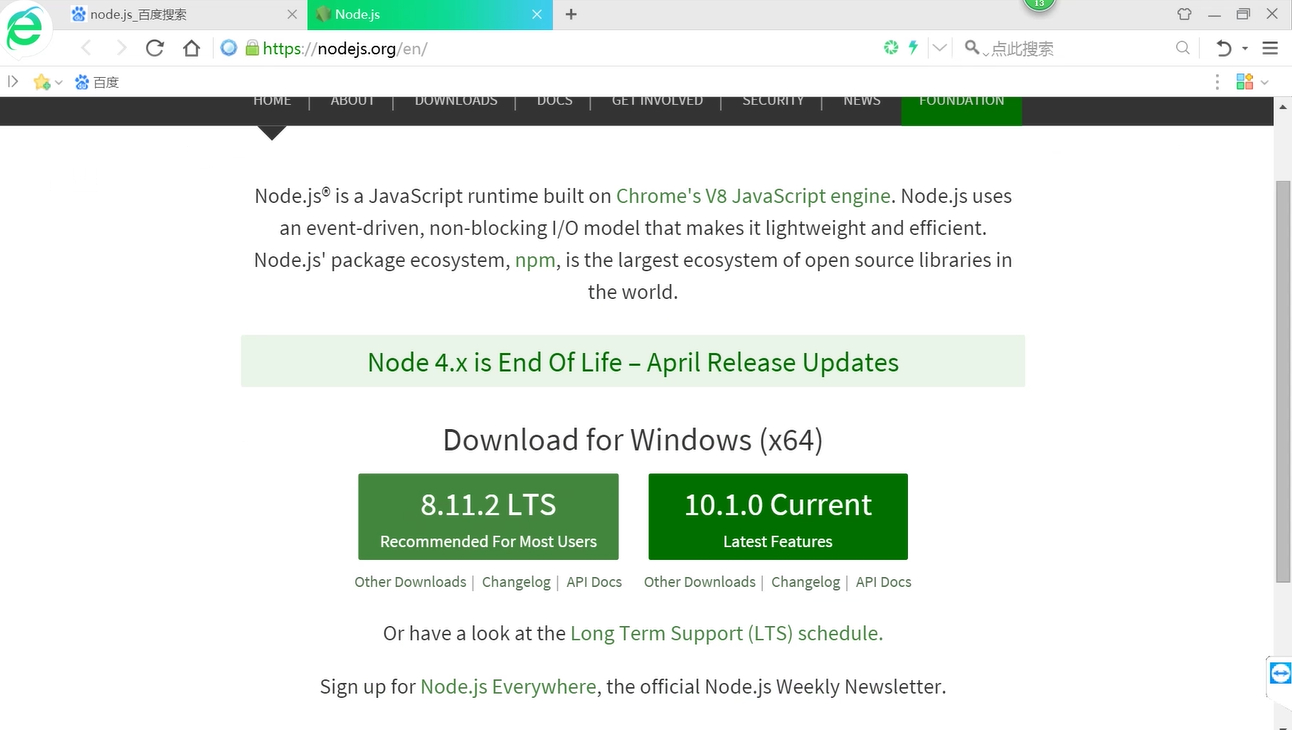 13
node.js_百度搜索
Node.js
https://nodejs.org/en/
点此搜索
百度
HOME
ABOUT
DOWNLOADS
DOCS
GET INVOLVED
SECURITY
NEWS
FOUNDATION
Node.js® is a JavaScript runtime built on Chrome's V8 JavaScript engine. Node.js uses
an event-driven, non-blocking I/O model that makes it lightweight and efficient.
Node.js' package ecosystem, npm, is the largest ecosystem of open source libraries in
the world.
Node 4.x is End Of Life – April Release Updates
Download for Windows (x64)
8.11.2 LTS
Recommended For Most Users
10.1.0 Current
Latest Features
Other Downloads | Changelog | API Docs
Other Downloads | Changelog | API Docs
Or have a look at the Long Term Support (LTS) schedule.
Sign up for Node.js Everywhere, the official Node.js Weekly Newsletter.